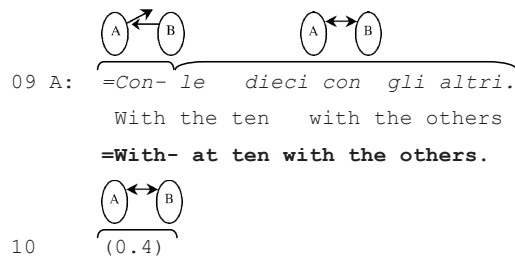 A B A B
09 A: =Con- le dieci con gli altri.
With the ten with the others
=With- at ten with the others.
A B
10 (0.4)